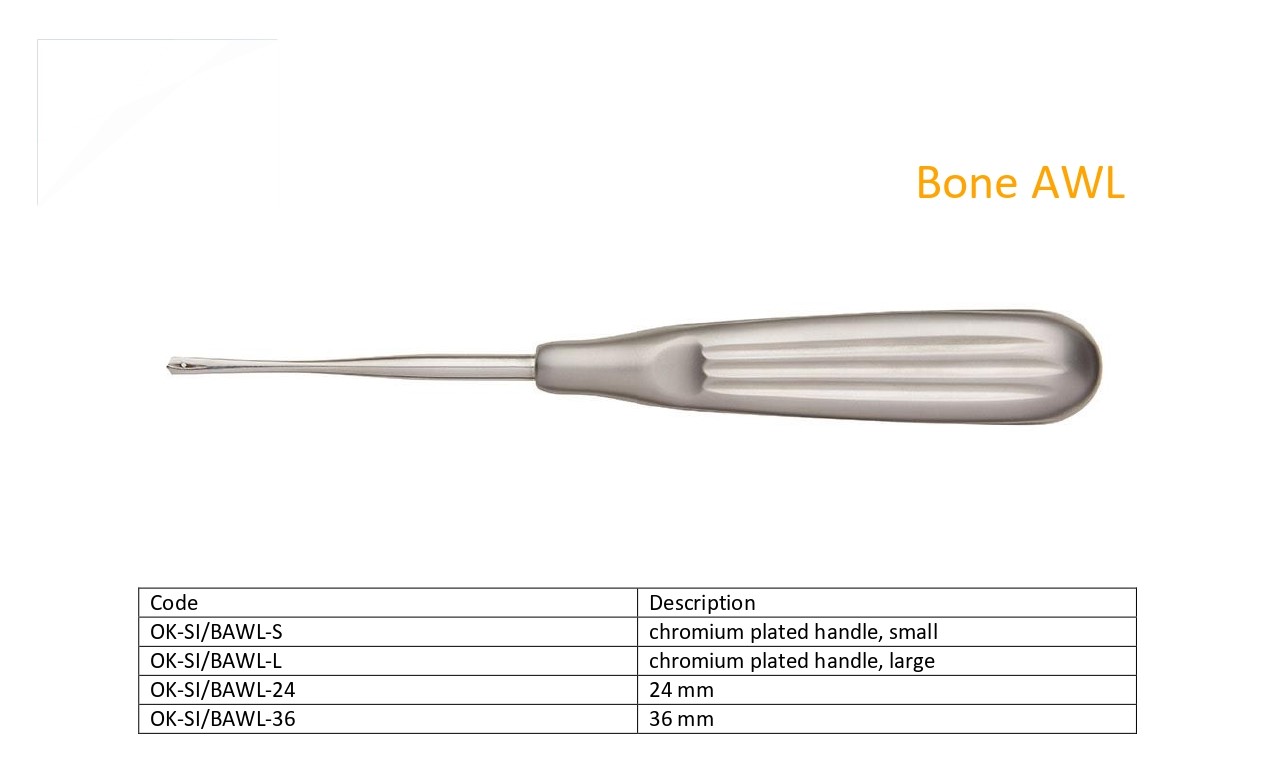 Bone AWL
Code Description
OK-SI/BAWL-S chromium plated handle, small
OK-SI/BAWL-L chromium plated handle, large
OK-SI/BAWL-24 24 mm
OK-SI/BAWL-36 36 mm